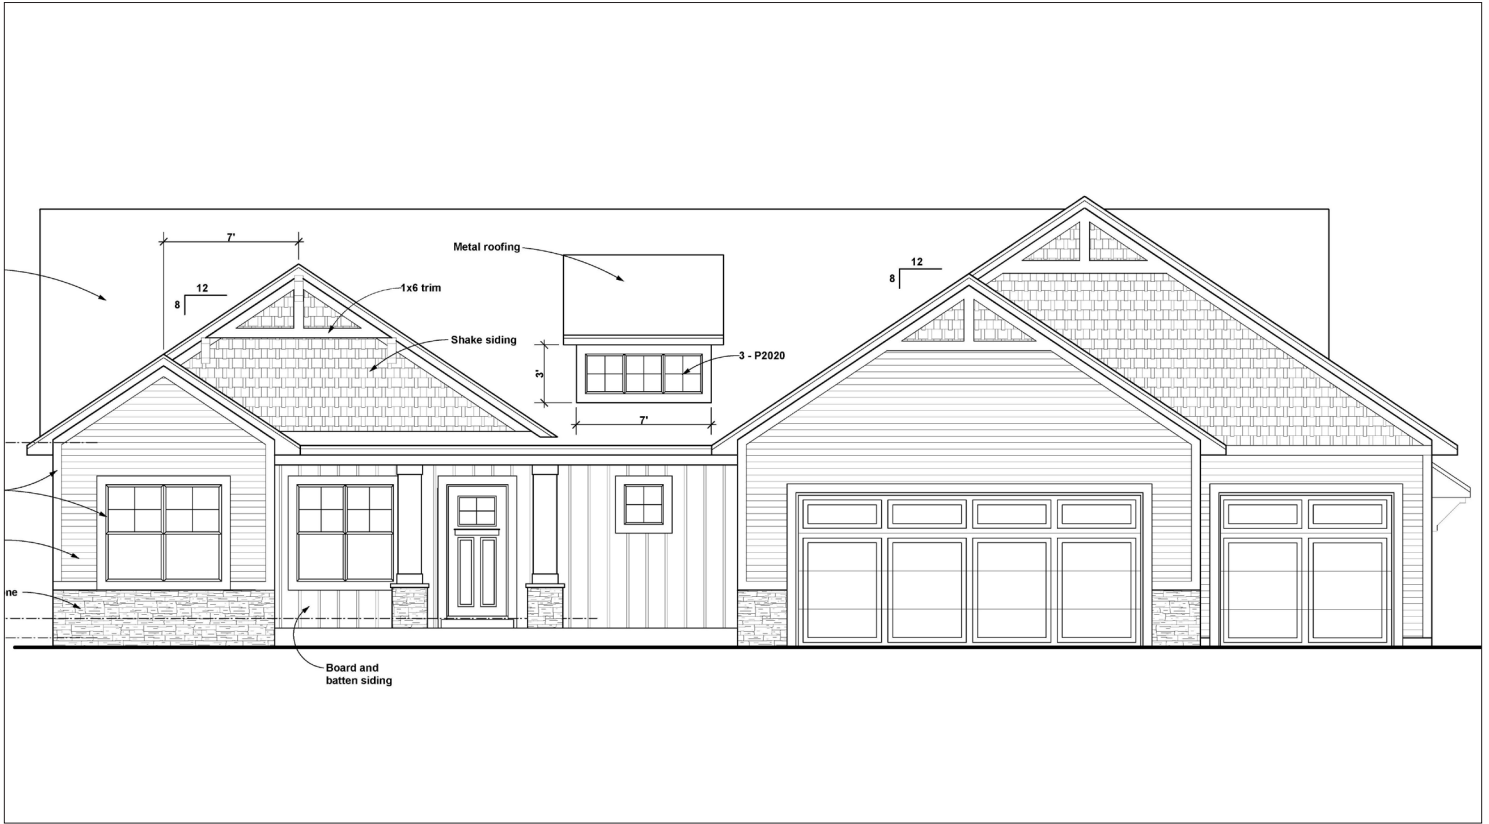 7'
12
8
Metal roofing
1x6 trim
Shake siding
12
8
3'
3 - P2020
7'
ne
Board and
batten siding